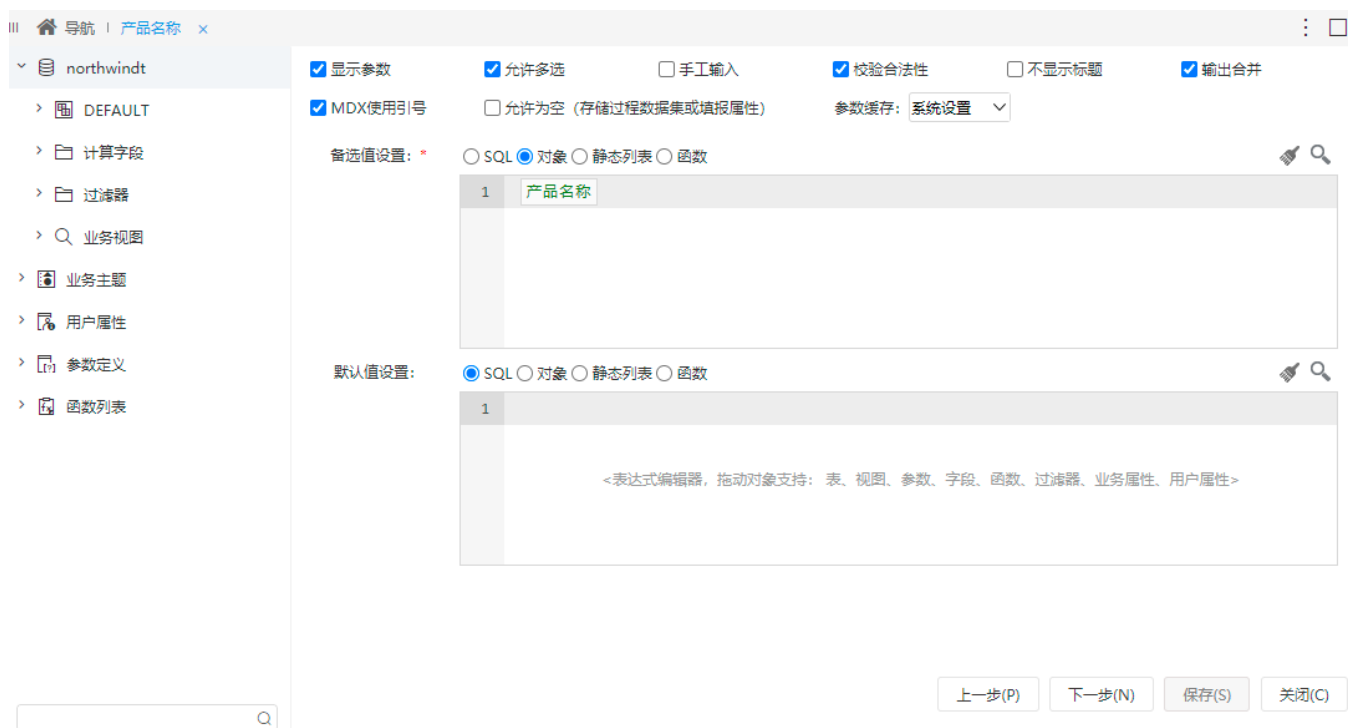 导航 产品名称 ×
northwindt
DEFAULT
计算字段
过滤器
业务视图
业务主题
用户属性
参数定义
函数列表
显示参数 允许多选 手工输入 校验合法性 不显示标题 输出合并
MDX使用引号 允许为空（存储过程数据集或填报属性） 参数缓存: 系统设置
备选值设置: * SQL 对象 静态列表 函数
1 产品名称
默认值设置: SQL 对象 静态列表 函数
1
<表达式编辑器, 拖动对象支持: 表、视图、参数、字段、函数、过滤器、业务属性、用户属性>
上一步(P) 下一步(N) 保存(S) 关闭(C)